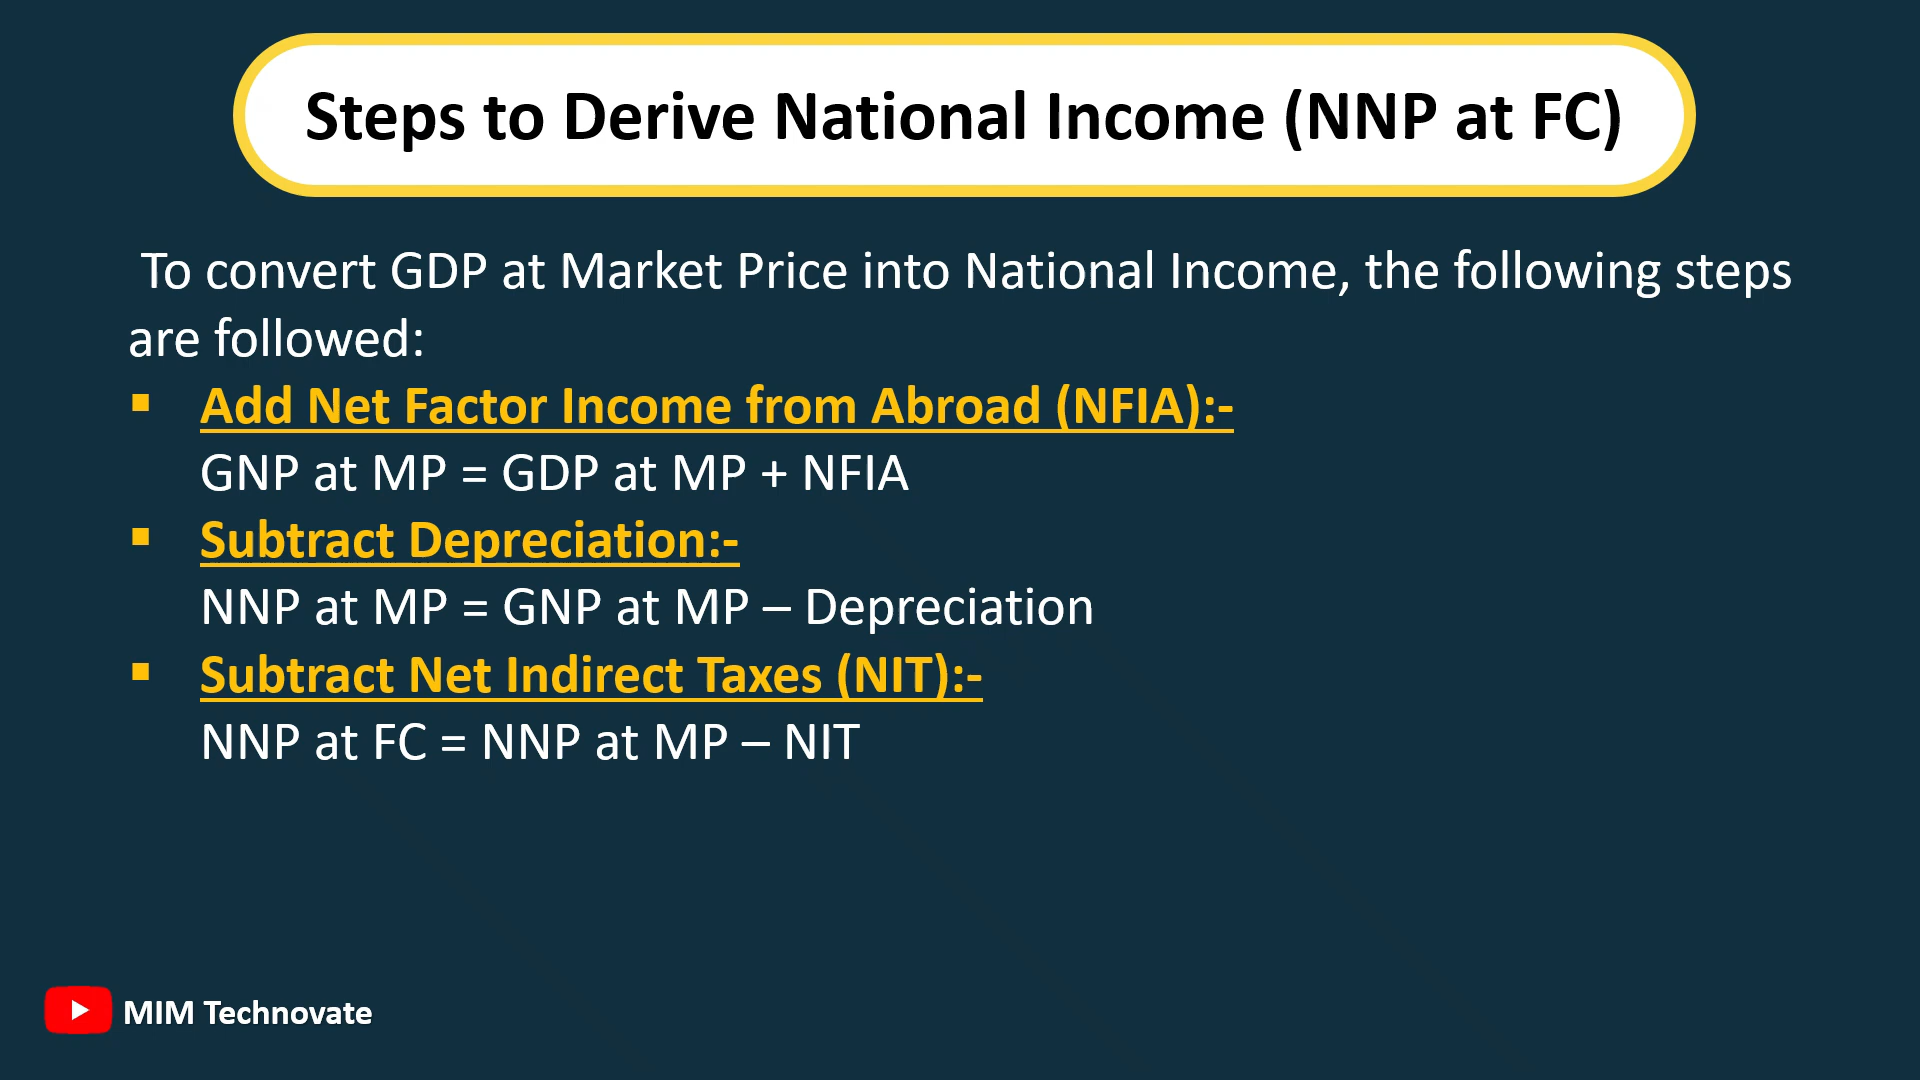 Steps to Derive National Income (NNP at FC)
To convert GDP at Market Price into National Income, the following steps
are followed:
▪ Add Net Factor Income from Abroad (NFIA):-
GNP at MP = GDP at MP + NFIA
▪ Subtract Depreciation:-
NNP at MP = GNP at MP – Depreciation
▪ Subtract Net Indirect Taxes (NIT):-
NNP at FC = NNP at MP – NIT
MIM Technovate